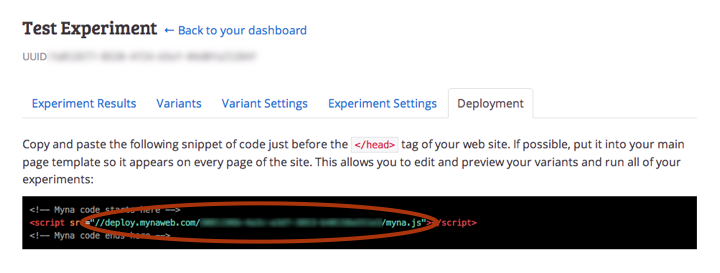 Test Experiment ← Back to your dashboard
UUID
Experiment Results Variants Variant Settings Experiment Settings Deployment
Copy and paste the following snippet of code just before the </head> tag of your web site. If possible, put it into your main
page template so it appears on every page of the site. This allows you to edit and preview your variants and run all of your
experiments:
<!-- Myna code starts here -->
<script src="//deploy.mynaweb.com/ /myna.js"></script>
<!-- Myna code ends here -->